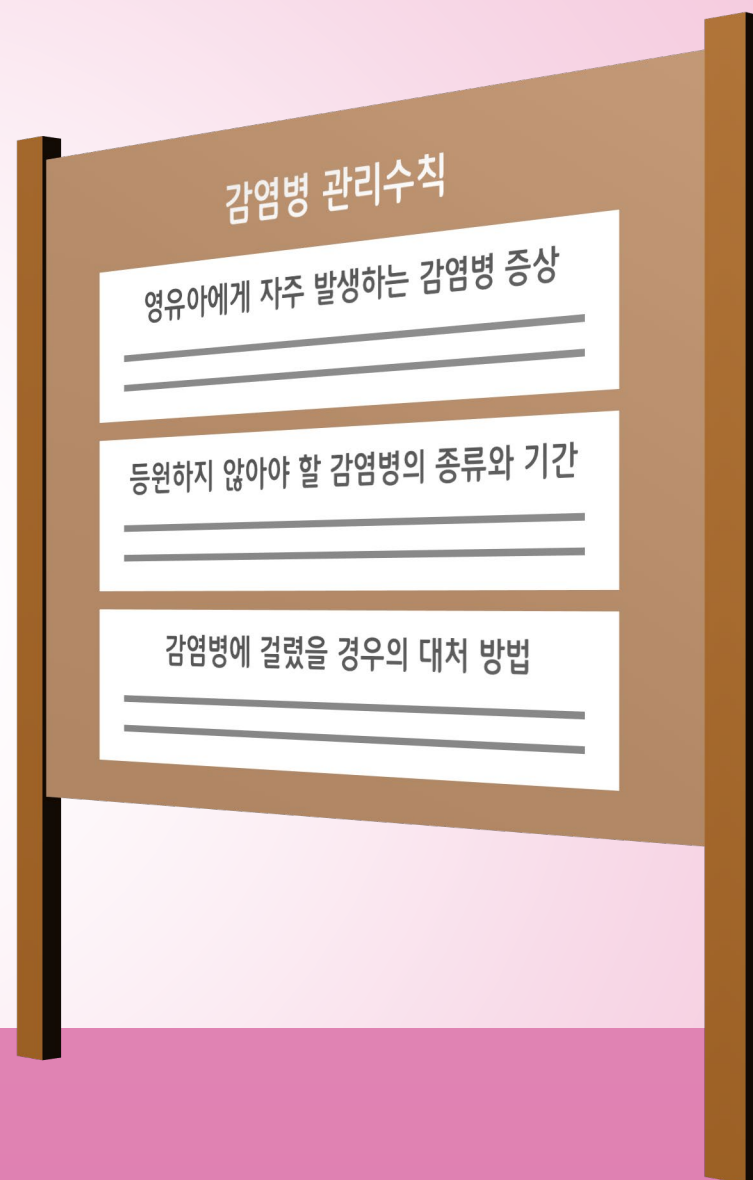 감염병 관리수칙
영유아에게 자주 발생하는 감염병 증상
등원하지 않아야 할 감염병의 종류와 기간
감염병에 걸렸을 경우의 대처 방법